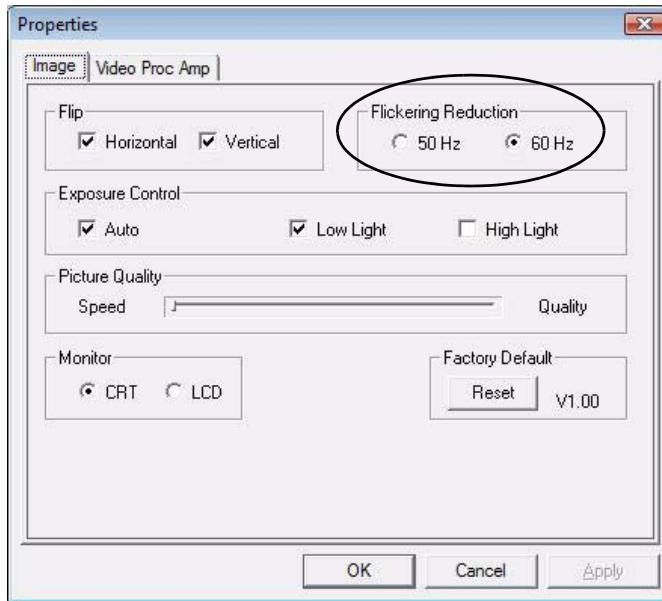 Properties
Image Video Proc Amp
Flip
Horizontal Vertical
Flickering Reduction
50 Hz 60 Hz
Exposure Control
Auto Low Light High Light
Picture Quality
Speed Quality
Monitor
CRT LCD
Factory Default
Reset V1.00
OK Cancel Apply